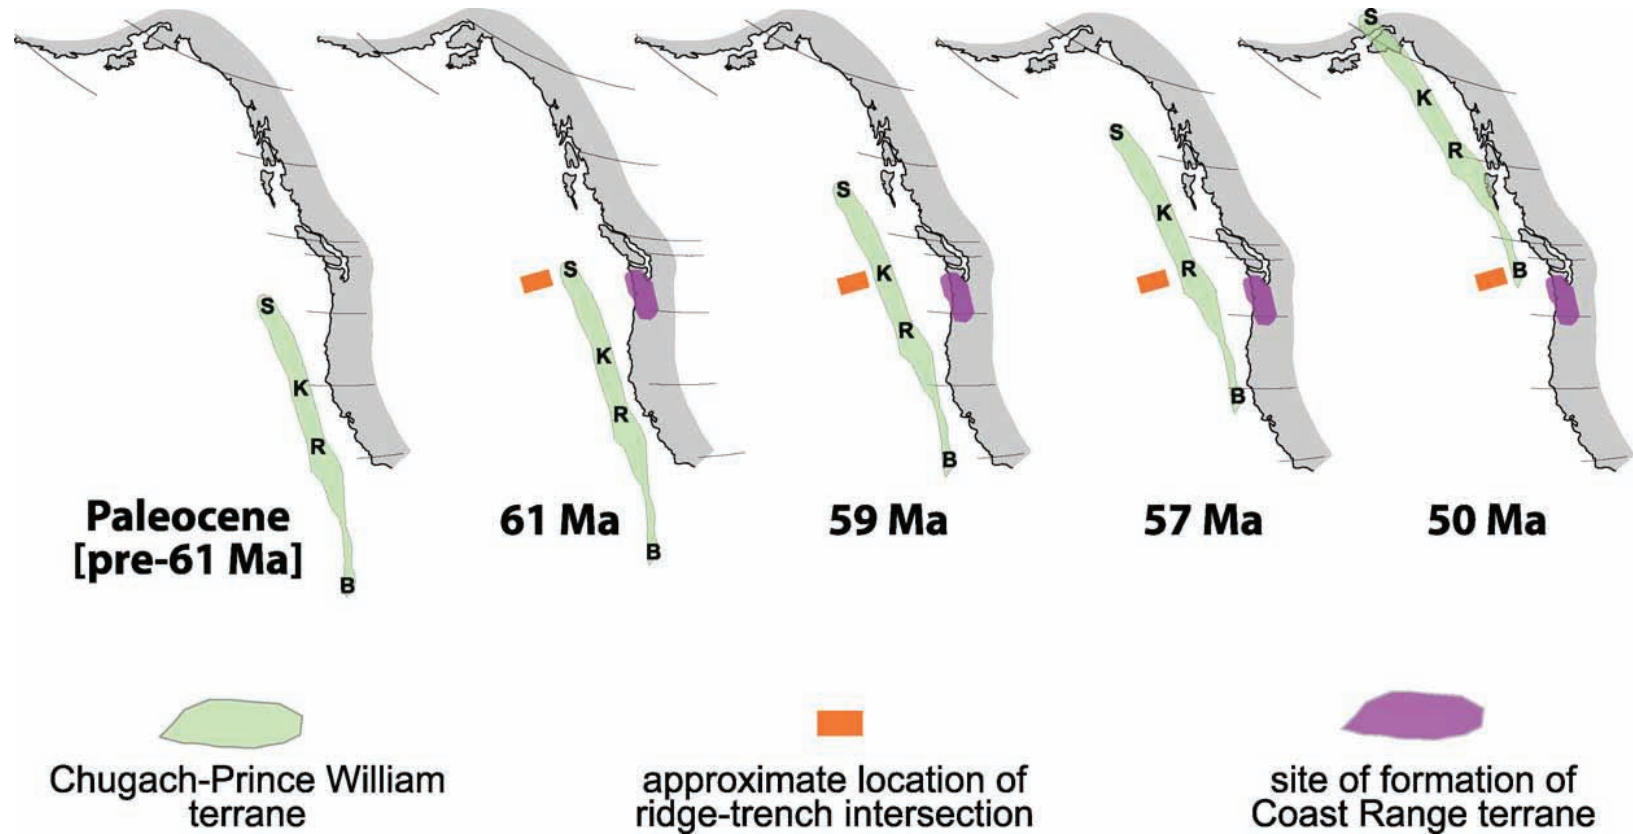 S
K
R
B
Paleocene
[pre-61 Ma]
S
K
R
B
61 Ma
S
K
R
B
59 Ma
S
K
R
B
57 Ma
S
K
R
B
50 Ma
Chugach-Prince William
terrane
approximate location of
ridge-trench intersection
site of formation of
Coast Range terrane